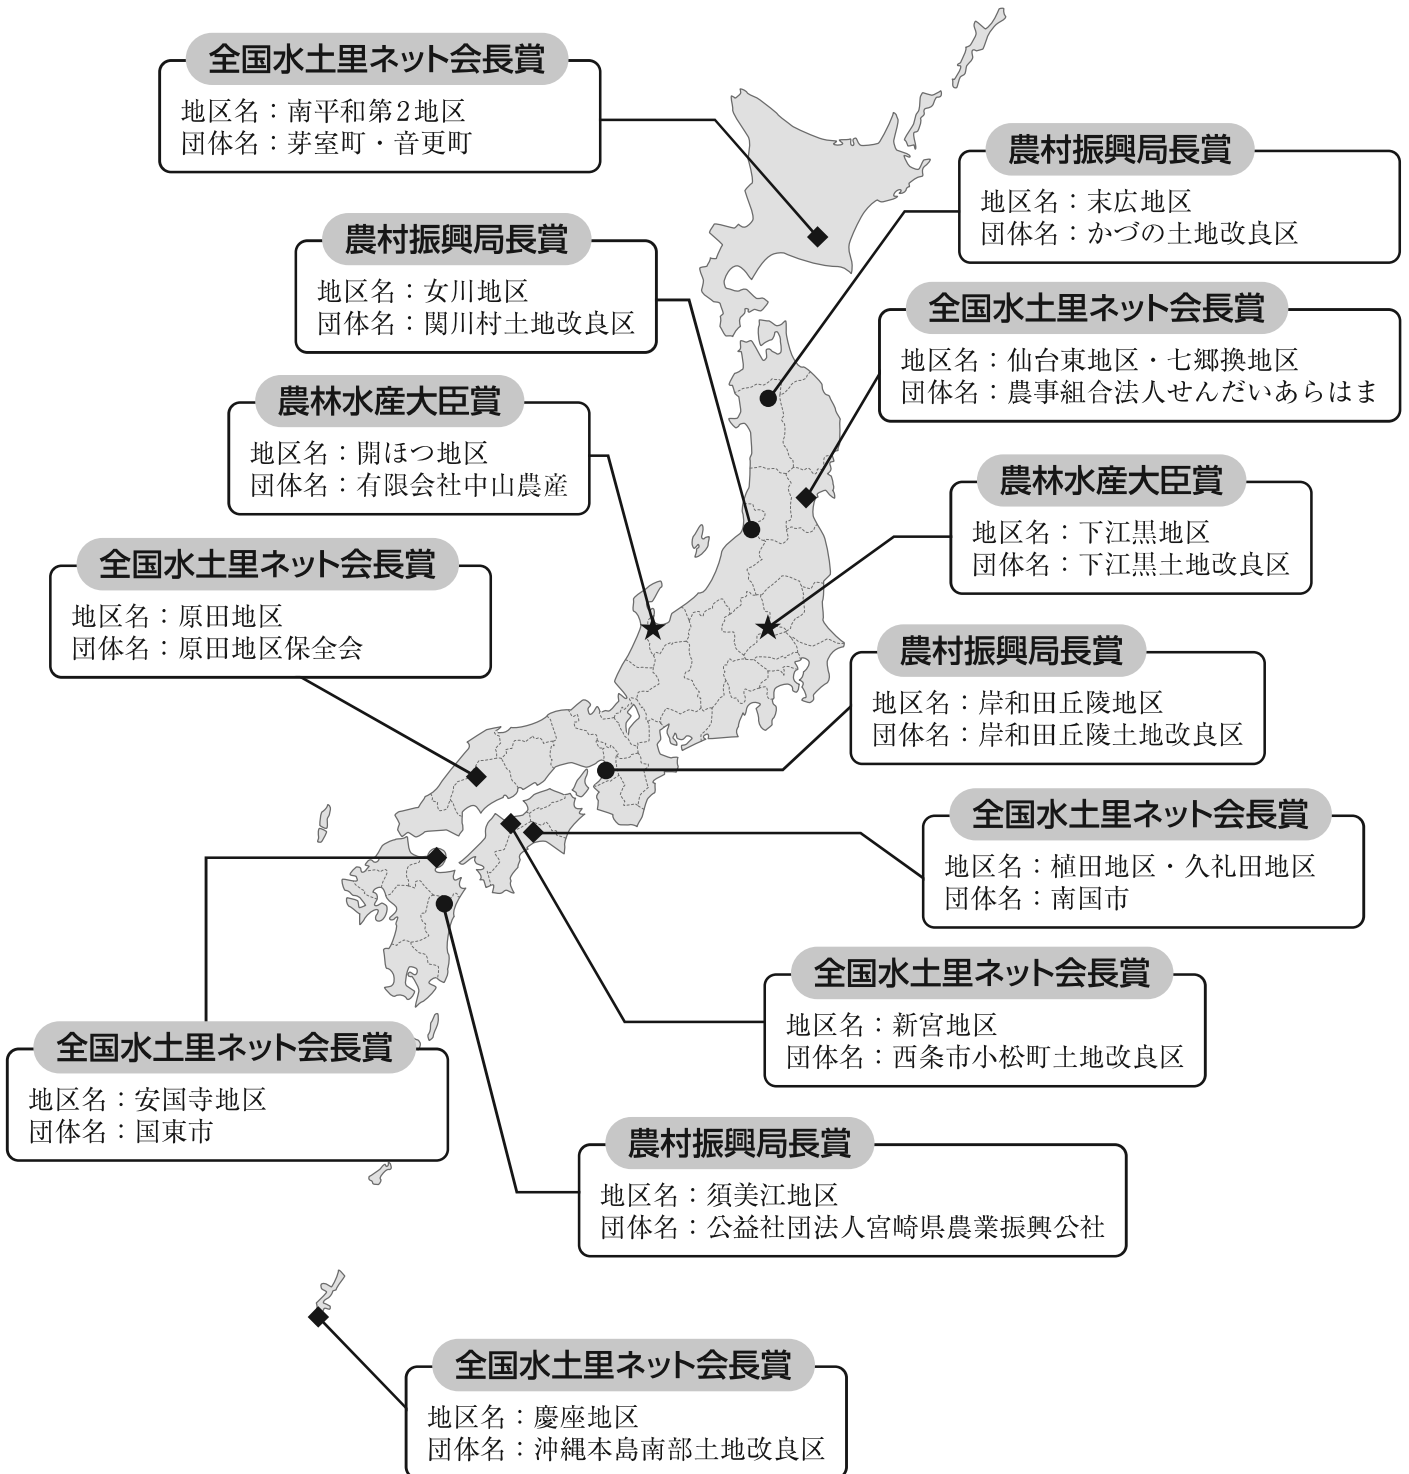 全国水土里ネット会長賞
地区名：南平和第2地区
団体名：芽室町・音更町
農村振興局長賞
地区名：末広地区
団体名：かづの土地改良区
農村振興局長賞
地区名：女川地区
団体名：関川村土地改良区
全国水土里ネット会長賞
地区名：仙台東地区・七郷換地区
団体名：農事組合法人せんだいあらはま
農林水産大臣賞
地区名：開ほつ地区
団体名：有限会社中山農産
農林水産大臣賞
地区名：下江黒地区
団体名：下江黒土地改良区
全国水土里ネット会長賞
地区名：原田地区
団体名：原田地区保全会
農村振興局長賞
地区名：岸和田丘陵地区
団体名：岸和田丘陵土地改良区
全国水土里ネット会長賞
地区名：植田地区・久礼田地区
団体名：南国市
全国水土里ネット会長賞
地区名：新宮地区
団体名：西条市小松町土地改良区
全国水土里ネット会長賞
地区名：安国寺地区
団体名：国東市
農村振興局長賞
地区名：須美江地区
団体名：公益社団法人宮崎県農業振興公社
全国水土里ネット会長賞
地区名：慶座地区
団体名：沖縄本島南部土地改良区